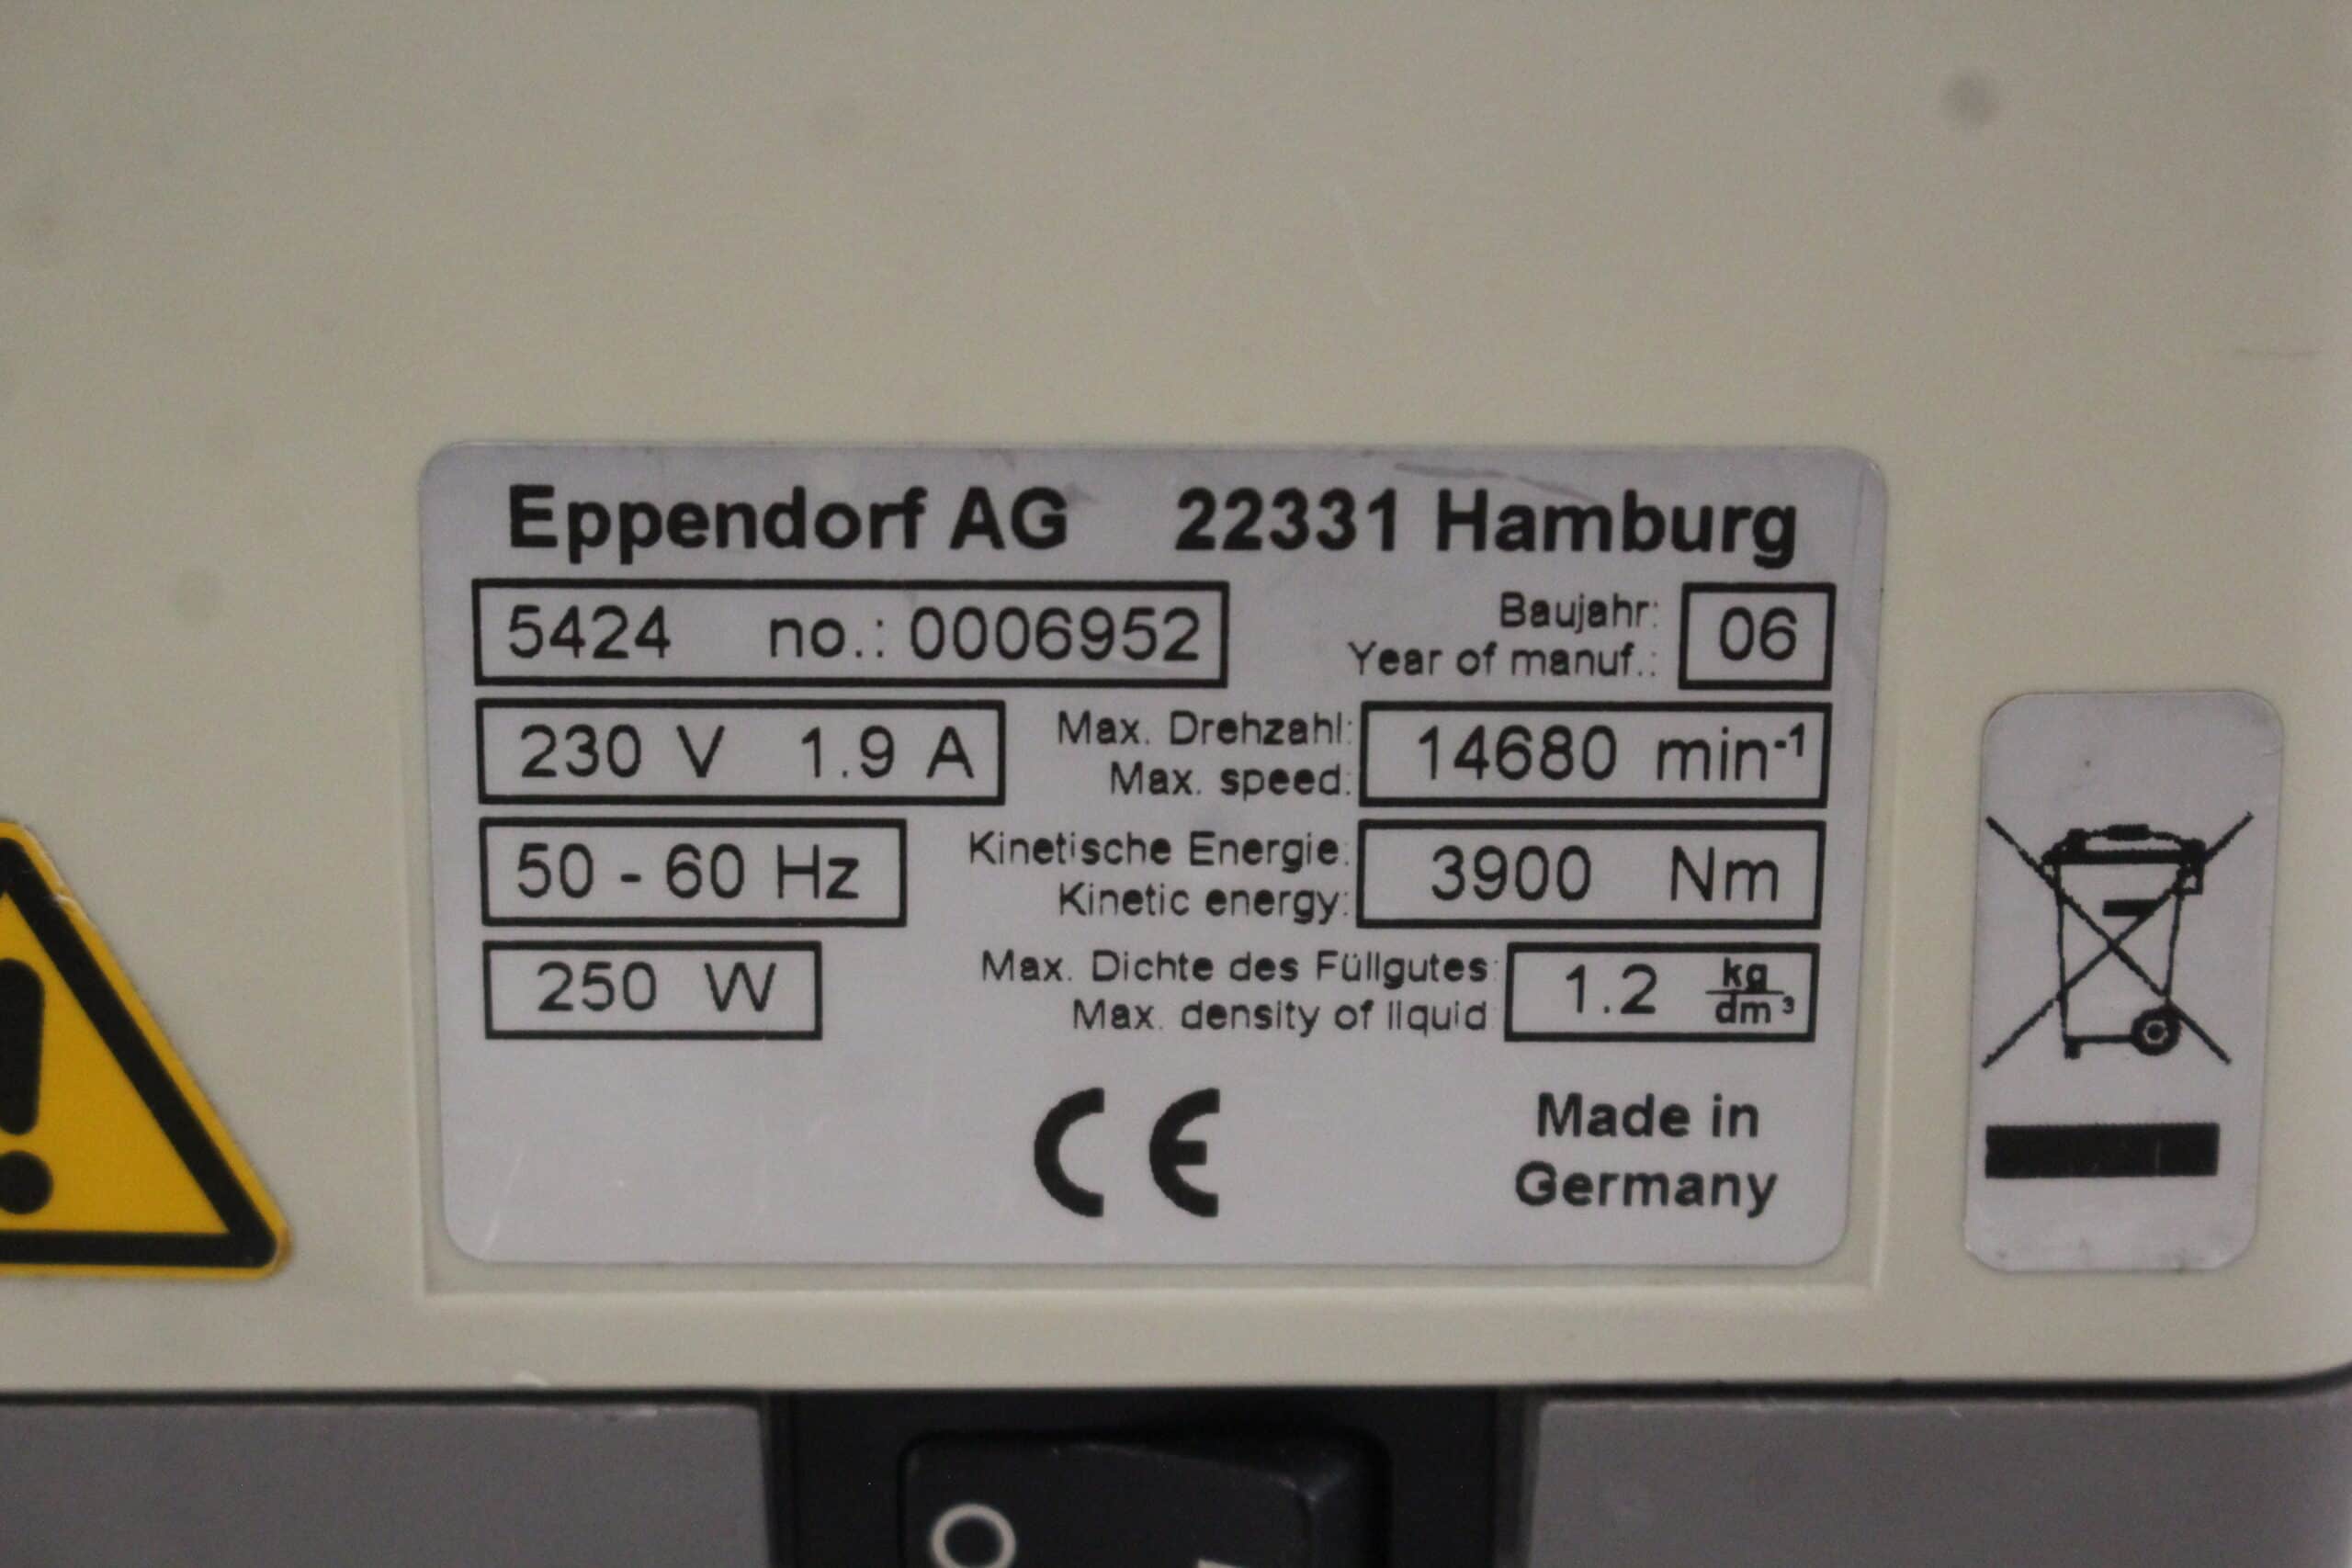 Eppendorf AG 22331 Hamburg
5424 no.: 0006952
Baujahr:
Year of manuf.:
06
230 V 1.9 A
Max. Drehzahl:
Max. speed:
14680 min⁻¹
50 - 60 Hz
Kinetische Energie:
Kinetic energy:
3900 Nm
250 W
Max. Dichte des Füllgutes:
Max. density of liquid:
1.2 kg/dm³
CE
Made in
Germany